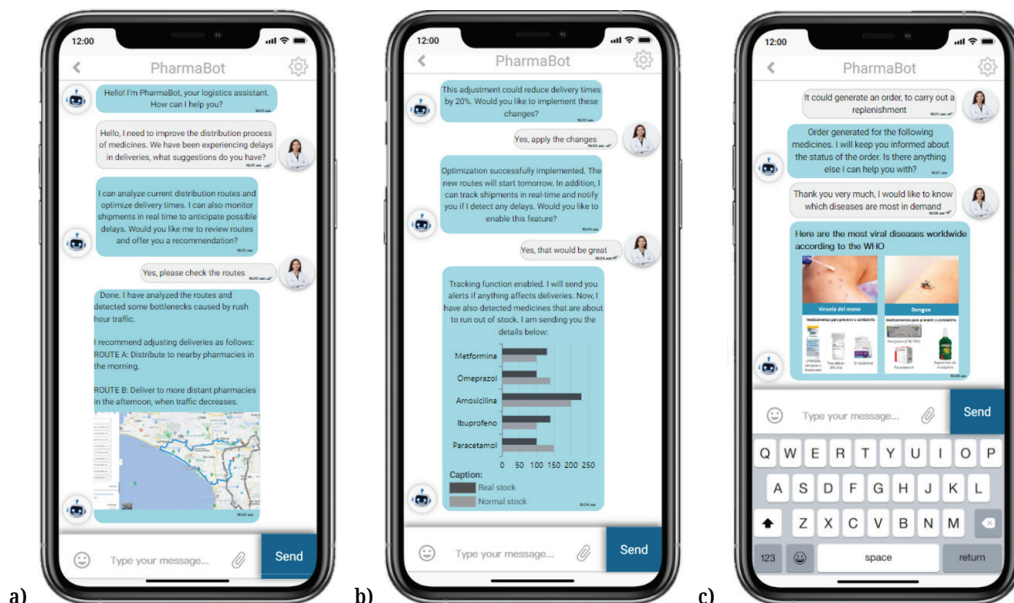 12:00
PharmaBot
Hello! I'm PharmaBot, your logistics assistant.
How can I help you?
Hello, I need to improve the distribution process
of medicines. We have been experiencing delays
in deliveries, what suggestions do you have?
I can analyze current distribution routes and
optimize delivery times. I can also monitor
shipments in real time to anticipate possible
delays. Would you like me to review routes
and offer you a recommendation?
Yes, please check the routes
Done. I have analyzed the routes and
detected some bottlenecks caused by rush
hour traffic.
I recommend adjusting deliveries as follows:
ROUTE A: Distribute to nearby pharmacies in
the morning.
ROUTE B: Deliver to more distant pharmacies
in the afternoon, when traffic decreases.
Type your message...
Send
a)
12:00
PharmaBot
This adjustment could reduce delivery times
by 20%. Would you like to implement these
changes?
Yes, apply the changes
Optimization successfully implemented. The
new routes will start tomorrow. In addition, I
can track shipments in real-time and notify
you if I detect any delays. Would you like to
enable this feature?
Yes, that would be great
Tracking function enabled. I will send you
alerts if anything affects deliveries. Now, I
have also detected medicines that are about
to run out of stock. I am sending you the
details below:
Metformina
Omeprazol
Amoxicilina
Ibuprofeno
Paracetamol
0 50 100 150 200 250
Caption:
Real stock
Normal stock
Type your message...
Send
b)
12:00
PharmaBot
It could generate an order, to carry out a
replenishment
Order generated for the following
medicines. I will keep you informed about
the status of the order. Is there anything
else I can help you with?
Thank you very much, I would like to know
which diseases are most in demand
Here are the most viral diseases worldwide
according to the WHO
Viruela del mono
Dengue
Type your message...
Send
Q W E R T Y U I O P
A S D F G H J K L
Z X C V B N M
123 space return
c)